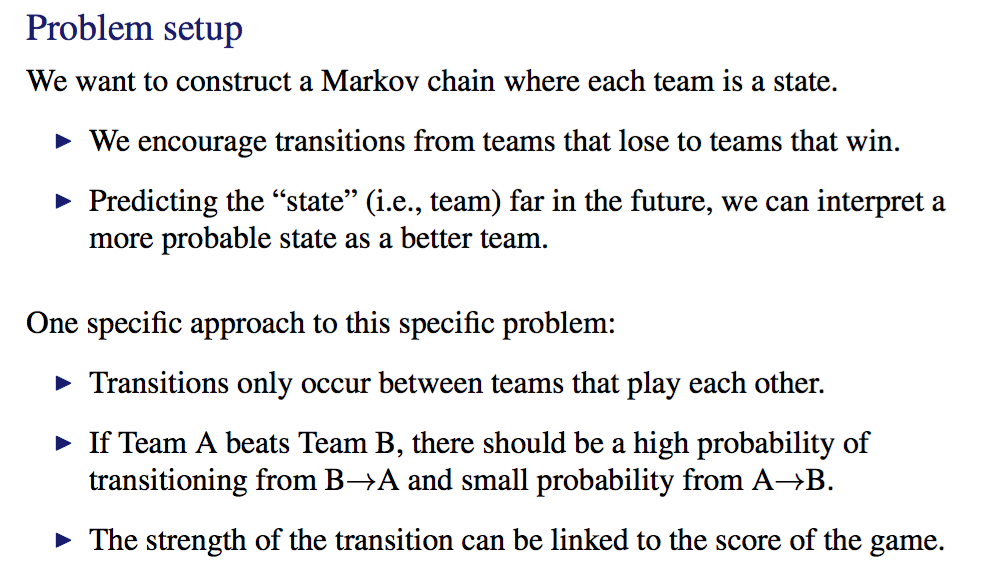 Problem setup
We want to construct a Markov chain where each team is a state.
► We encourage transitions from teams that lose to teams that win.
► Predicting the “state” (i.e., team) far in the future, we can interpret a
more probable state as a better team.
One specific approach to this specific problem:
► Transitions only occur between teams that play each other.
► If Team A beats Team B, there should be a high probability of
transitioning from B→A and small probability from A→B.
► The strength of the transition can be linked to the score of the game.